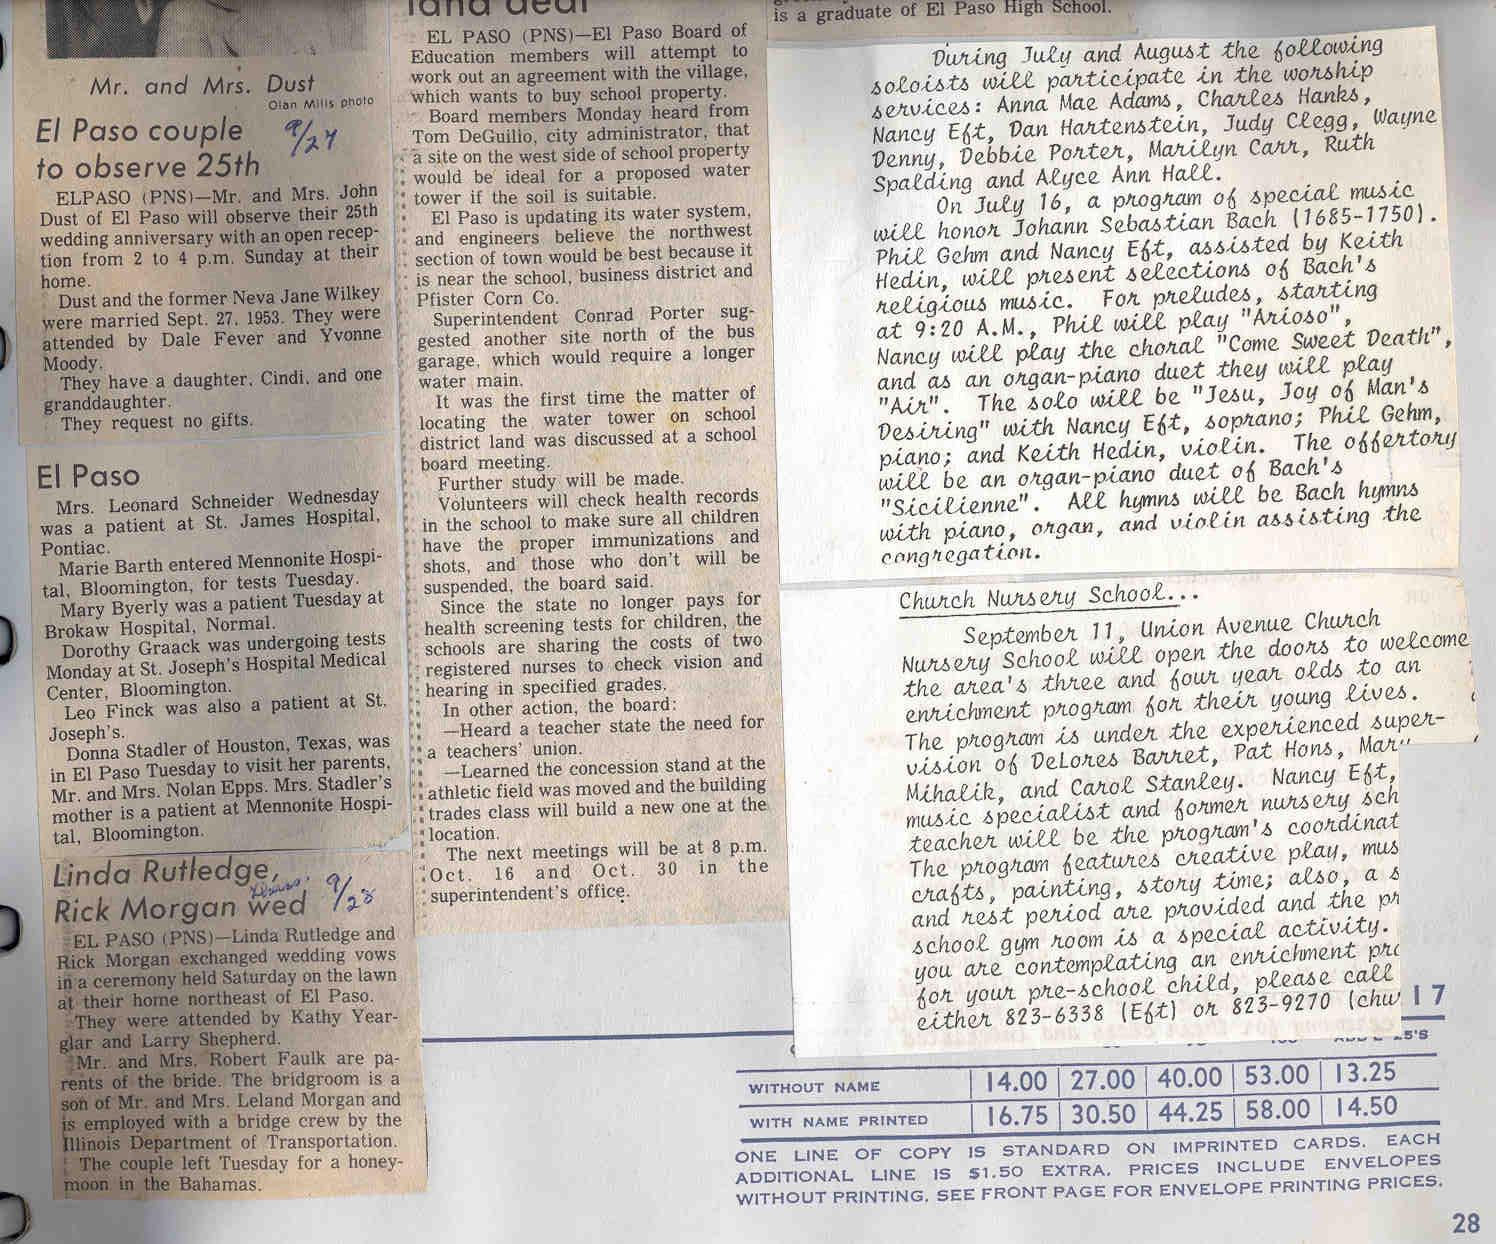 Mr. and Mrs. Dust
Olan Mills photo
El Paso couple
to observe 25th
9/27
ELPASO (PNS)—Mr. and Mrs. John
Dust of El Paso will observe their 25th
wedding anniversary with an open recep-
tion from 2 to 4 p.m. Sunday at their
home.
Dust and the former Neva Jane Wilkey
were married Sept. 27, 1953. They were
attended by Dale Fever and Yvonne
Moody.
They have a daughter, Cindi, and one
granddaughter.
They request no gifts.
El Paso
Mrs. Leonard Schneider Wednesday
was a patient at St. James Hospital,
Pontiac.
Marie Barth entered Mennonite Hospi-
tal, Bloomington, for tests Tuesday.
Mary Byerly was a patient Tuesday at
Brokaw Hospital, Normal.
Dorothy Graack was undergoing tests
Monday at St. Joseph's Hospital Medical
Center, Bloomington.
Leo Finck was also a patient at St.
Joseph's.
Donna Stadler of Houston, Texas, was
in El Paso Tuesday to visit her parents,
Mr. and Mrs. Nolan Epps. Mrs. Stadler's
mother is a patient at Mennonite Hospi-
tal, Bloomington.
Linda Rutledge,
Rick Morgan wed
9/28
EL PASO (PNS)—Linda Rutledge and
Rick Morgan exchanged wedding vows
in a ceremony held Saturday on the lawn
at their home northeast of El Paso.
They were attended by Kathy Year-
glar and Larry Shepherd.
Mr. and Mrs. Robert Faulk are pa-
rents of the bride. The bridgroom is a
son of Mr. and Mrs. Leland Morgan and
is employed with a bridge crew by the
Illinois Department of Transportation.
The couple left Tuesday for a honey-
moon in the Bahamas.
land deal
EL PASO (PNS)—El Paso Board of
Education members will attempt to
work out an agreement with the village,
which wants to buy school property.
Board members Monday heard from
Tom DeGuilio, city administrator, that
a site on the west side of school property
would be ideal for a proposed water
tower if the soil is suitable.
El Paso is updating its water system,
and engineers believe the northwest
section of town would be best because it
is near the school, business district and
Pfister Corn Co.
Superintendent Conrad Porter sug-
gested another site north of the bus
garage, which would require a longer
water main.
It was the first time the matter of
locating the water tower on school
district land was discussed at a school
board meeting.
Further study will be made.
Volunteers will check health records
in the school to make sure all children
have the proper immunizations and
shots, and those who don't will be
suspended, the board said.
Since the state no longer pays for
health screening tests for children, the
schools are sharing the costs of two
registered nurses to check vision and
hearing in specified grades.
In other action, the board:
—Heard a teacher state the need for
a teachers' union.
—Learned the concession stand at the
athletic field was moved and the building
trades class will build a new one at the
location.
The next meetings will be at 8 p.m.
Oct. 16 and Oct. 30 in the
superintendent's office.
is a graduate of El Paso High School.
During July and August the following
soloists will participate in the worship
services: Anna Mae Adams, Charles Hanks,
Nancy Eft, Dan Hartenstein, Judy Clegg, Wayne
Denny, Debbie Porter, Marilyn Carr, Ruth
Spalding and Alyce Ann Hall.
On July 16, a program of special music
will honor Johann Sebastian Bach (1685-1750).
Phil Gehm and Nancy Eft, assisted by Keith
Hedin, will present selections of Bach's
religious music. For preludes, starting
at 9:20 A.M., Phil will play "Arioso",
Nancy will play the choral "Come Sweet Death",
and as an organ-piano duet they will play
"Air". The solo will be "Jesu, Joy of Man's
Desiring" with Nancy Eft, soprano; Phil Gehm,
piano; and Keith Hedin, violin. The offertory
will be an organ-piano duet of Bach's
"Sicilienne". All hymns will be Bach hymns
with piano, organ, and violin assisting the
congregation.
Church Nursery School...
September 11, Union Avenue Church
Nursery School will open the doors to welcome
the area's three and four year olds to an
enrichment program for their young lives.
The program is under the experienced super-
vision of DeLores Barret, Pat Hons, Mary
Mihalik, and Carol Stanley. Nancy Eft,
music specialist and former nursery sch
teacher will be the program's coordinat
The program features creative play, mus
crafts, painting, story time; also, a s
and rest period are provided and the pr
school gym room is a special activity.
you are contemplating an enrichment pro
for your pre-school child, please call
either 823-6338 (Eft) or 823-9270 (chu
17
25'S
WITHOUT NAME 14.00 27.00 40.00 53.00 13.25
WITH NAME PRINTED 16.75 30.50 44.25 58.00 14.50
ONE LINE OF COPY IS STANDARD ON IMPRINTED CARDS. EACH
ADDITIONAL LINE IS $1.50 EXTRA. PRICES INCLUDE ENVELOPES
WITHOUT PRINTING. SEE FRONT PAGE FOR ENVELOPE PRINTING PRICES.
28